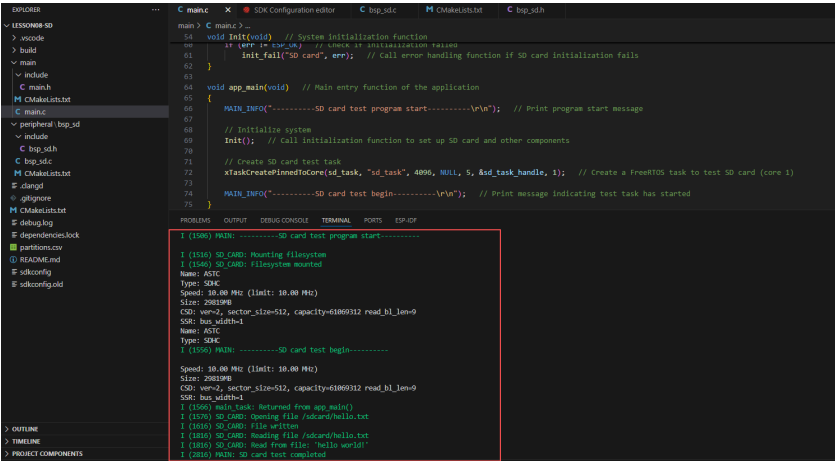 EXPLORER
LESSON08-SD
.vscode
build
main
include
C main.h
M CMakeLists.txt
C main.c
peripheral \ bsp_sd
include
C bsp_sd.h
C bsp_sd.c
M CMakeLists.txt
.clangd
.gitignore
M CMakeLists.txt
debug.log
dependencies.lock
partitions.csv
README.md
sdkconfig
sdkconfig.old
OUTLINE
TIMELINE
PROJECT COMPONENTS
C main.c X SDK Configuration editor C bsp_sd.c M CMakeLists.txt C bsp_sd.h
main > C main.c > ...
54 void Init(void) // System initialization function
60 if (err != ESP_OK) // Check if initialization failed
61 init_fail("SD card", err); // Call error handling function if SD card initialization fails
62 }
63
64 void app_main(void) // Main entry function of the application
65 {
66 MAIN_INFO("----------SD card test program start----------\r\n"); // Print program start message
67
68 // Initialize system
69 Init(); // Call initialization function to set up SD card and other components
70
71 // Create SD card test task
72 xTaskCreatePinnedToCore(sd_task, "sd_task", 4096, NULL, 5, &sd_task_handle, 1); // Create a FreeRTOS task to test SD card (core 1)
73
74 MAIN_INFO("----------SD card test begin----------\r\n"); // Print message indicating test task has started
75 }
PROBLEMS OUTPUT DEBUG CONSOLE TERMINAL PORTS ESP-IDF
I (1506) MAIN: ----------SD card test program start----------
I (1516) SD_CARD: Mounting filesystem
I (1546) SD_CARD: Filesystem mounted
Name: ASTC
Type: SDHC
Speed: 10.00 MHz (limit: 10.00 MHz)
Size: 29819MB
CSD: ver=2, sector_size=512, capacity=61069312 read_bl_len=9
SSR: bus_width=1
Name: ASTC
Type: SDHC
I (1556) MAIN: ----------SD card test begin----------
Speed: 10.00 MHz (limit: 10.00 MHz)
Size: 29819MB
CSD: ver=2, sector_size=512, capacity=61069312 read_bl_len=9
SSR: bus_width=1
I (1566) main_task: Returned from app_main()
I (1576) SD_CARD: Opening file /sdcard/hello.txt
I (1616) SD_CARD: File written
I (1816) SD_CARD: Reading file /sdcard/hello.txt
I (1816) SD_CARD: Read from file: 'hello world!'
I (2816) MAIN: SD card test completed